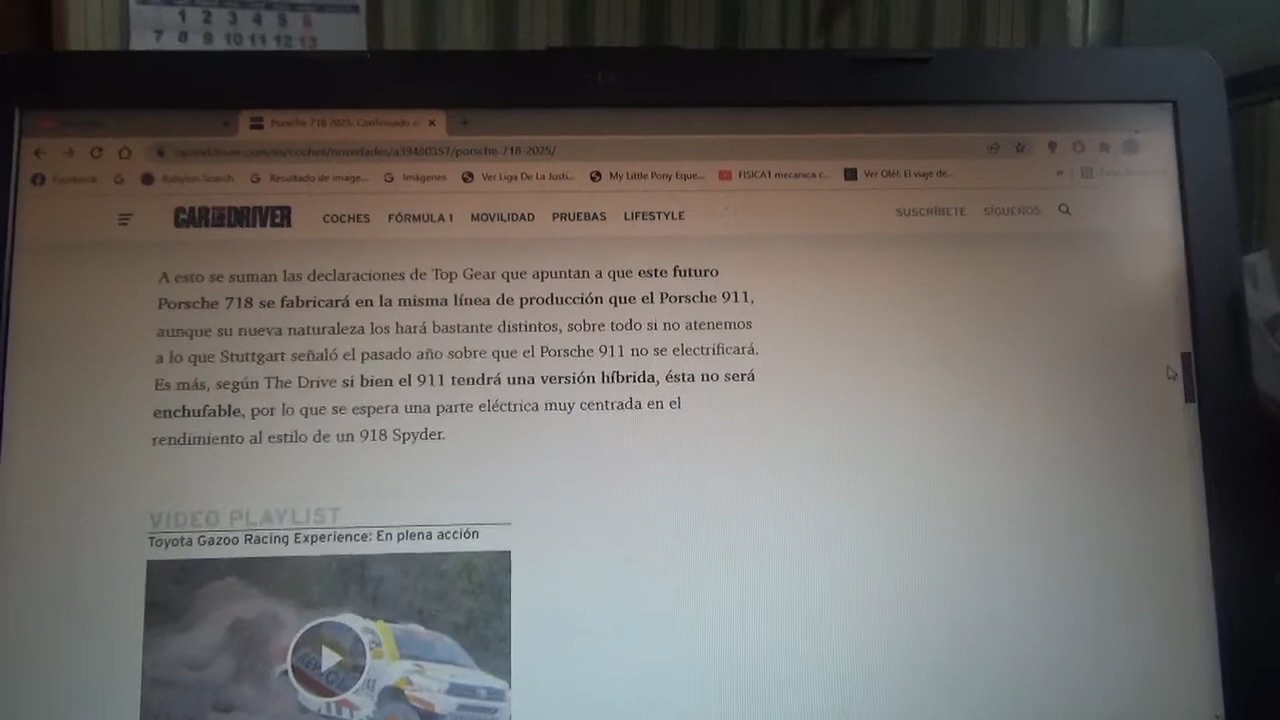 1 2 3 4 5 6
7 8 9 10 11 12 13
Porsche 718 2025: Confirmado
/coches/novedades/a39480357/porsche-718-2025/
Facebook
Babylon Search
Resultado de image...
Imágenes
Ver Liga De La Justi...
My Little Pony Eque...
FISICA1 mecanica c...
Ver Olé!: El viaje de...
CAR AND DRIVER
COCHES FÓRMULA 1 MOVILIDAD PRUEBAS LIFESTYLE
SUSCRÍBETE SÍGUENOS
A esto se suman las declaraciones de Top Gear que apuntan a que este futuro
Porsche 718 se fabricará en la misma línea de producción que el Porsche 911,
aunque su nueva naturaleza los hará bastante distintos, sobre todo si no atenemos
a lo que Stuttgart señaló el pasado año sobre que el Porsche 911 no se electrificará.
Es más, según The Drive si bien el 911 tendrá una versión híbrida, ésta no será
enchufable, por lo que se espera una parte eléctrica muy centrada en el
rendimiento al estilo de un 918 Spyder.
VIDEO PLAYLIST
Toyota Gazoo Racing Experience: En plena acción